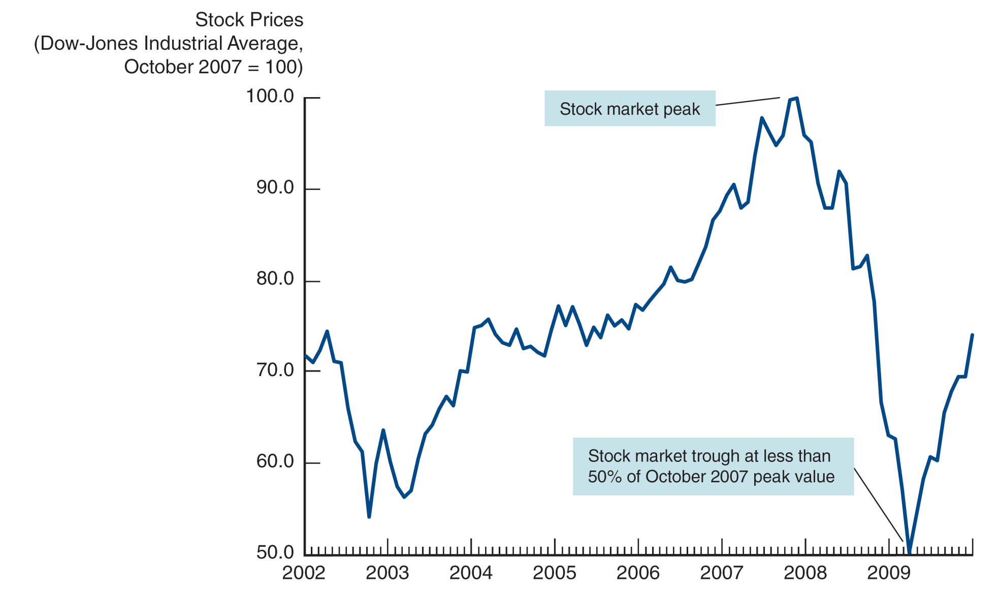 Stock Prices
(Dow-Jones Industrial Average,
October 2007 = 100)
100.0
Stock market peak
90.0
80.0
70.0
60.0
Stock market trough at less than
50% of October 2007 peak value
50.0
2002 2003 2004 2005 2006 2007 2008 2009